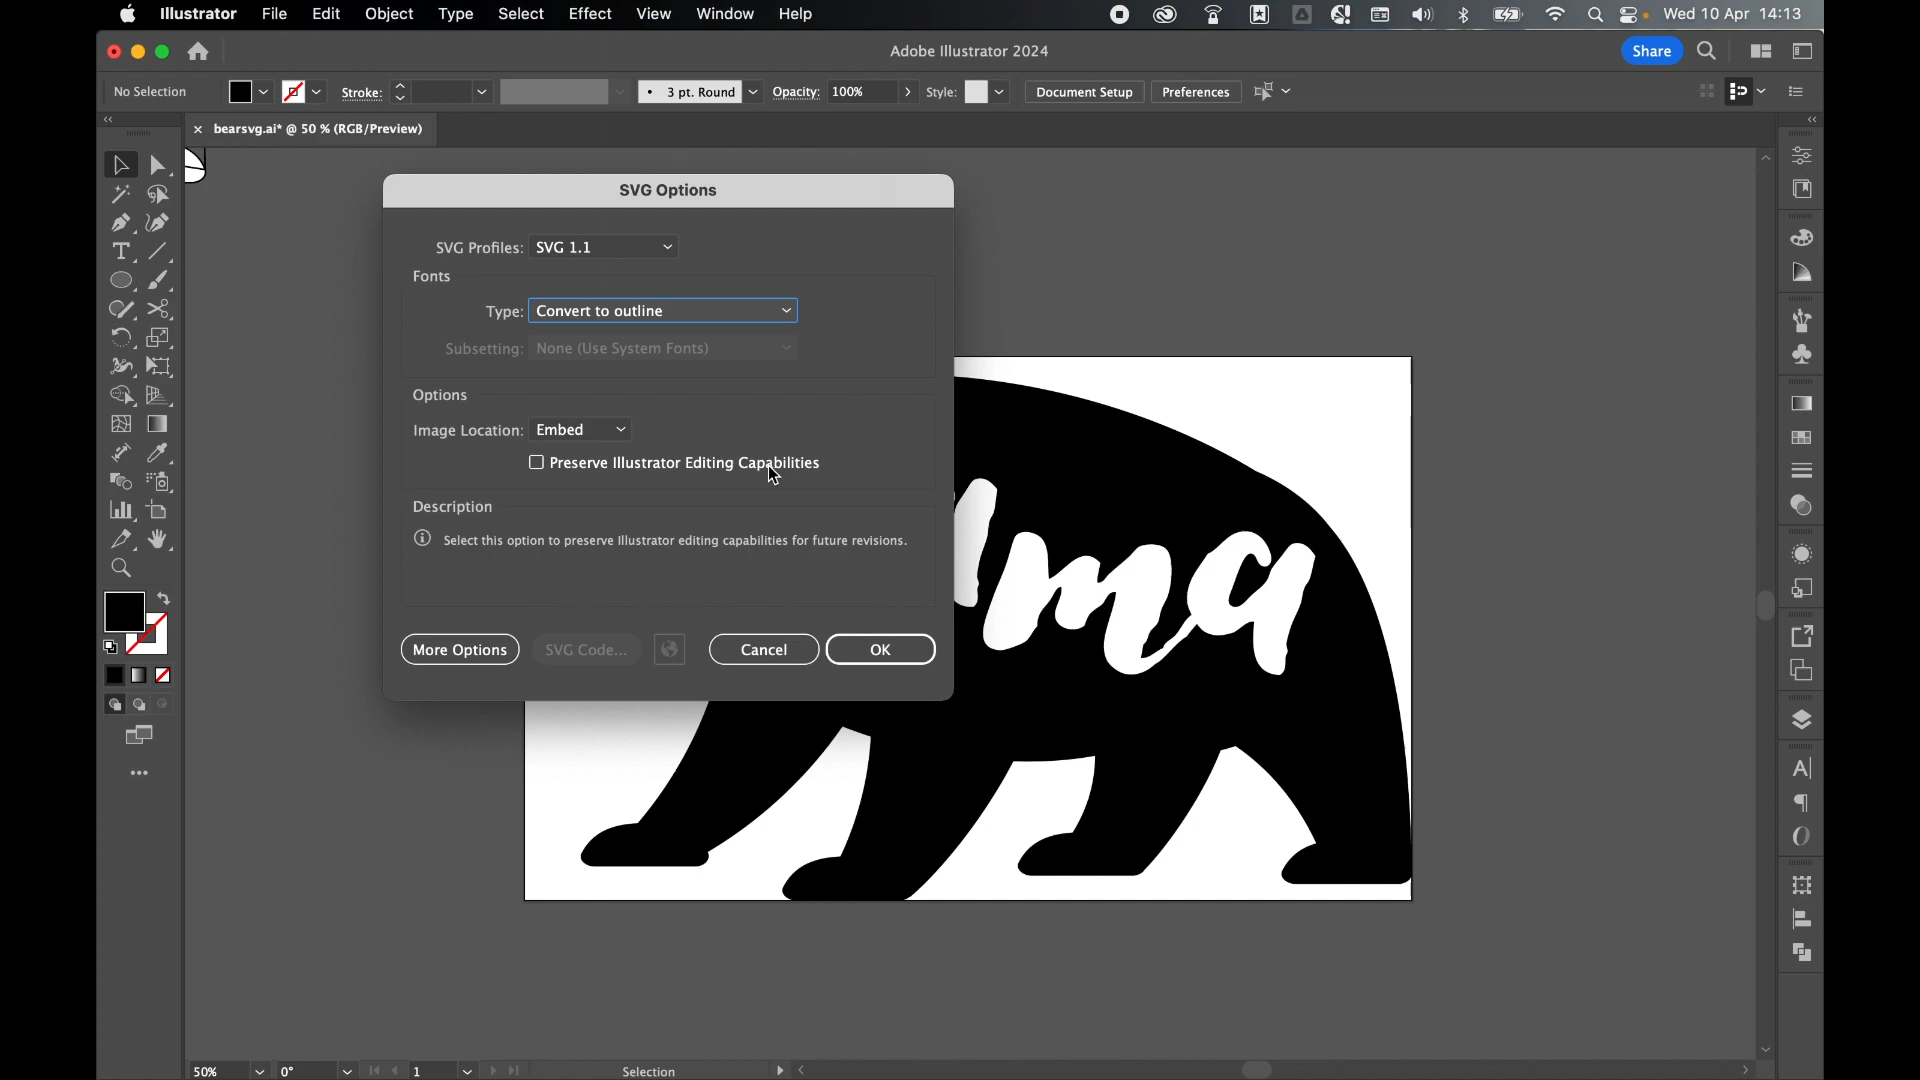 Illustrator File Edit Object Type Select Effect View Window Help Wed 10 Apr 14:13
Adobe Illustrator 2024 Share
No Selection Stroke: 3 pt. Round Opacity: 100% Style: Document Setup Preferences
bearsvg.ai* @ 50 % (RGB/Preview)
SVG Options
SVG Profiles: SVG 1.1
Fonts
Type: Convert to outline
Subsetting: None (Use System Fonts)
Options
Image Location: Embed
Preserve Illustrator Editing Capabilities
Description
Select this option to preserve Illustrator editing capabilities for future revisions.
More Options SVG Code... Cancel OK
ma
50% 0° 1 Selection